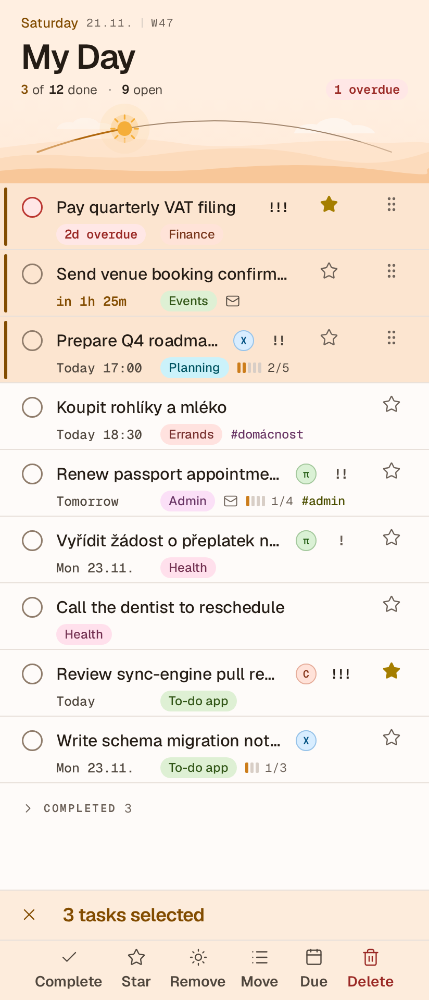 Saturday 21.11. | W47
My Day
3 of 12 done · 9 open
1 overdue
Pay quarterly VAT filing !!!
2d overdue Finance
Send venue booking confirm…
in 1h 25m Events
Prepare Q4 roadma… X !!
Today 17:00 Planning 2/5
Koupit rohlíky a mléko
Today 18:30 Errands #domácnost
Renew passport appointme… π !!
Tomorrow Admin 1/4 #admin
Vyřídit žádost o přeplatek n… π !
Mon 23.11. Health
Call the dentist to reschedule
Health
Review sync-engine pull re… C !!!
Today To-do app
Write schema migration not… X
Mon 23.11. To-do app 1/3
COMPLETED 3
3 tasks selected
Complete Star Remove Move Due Delete